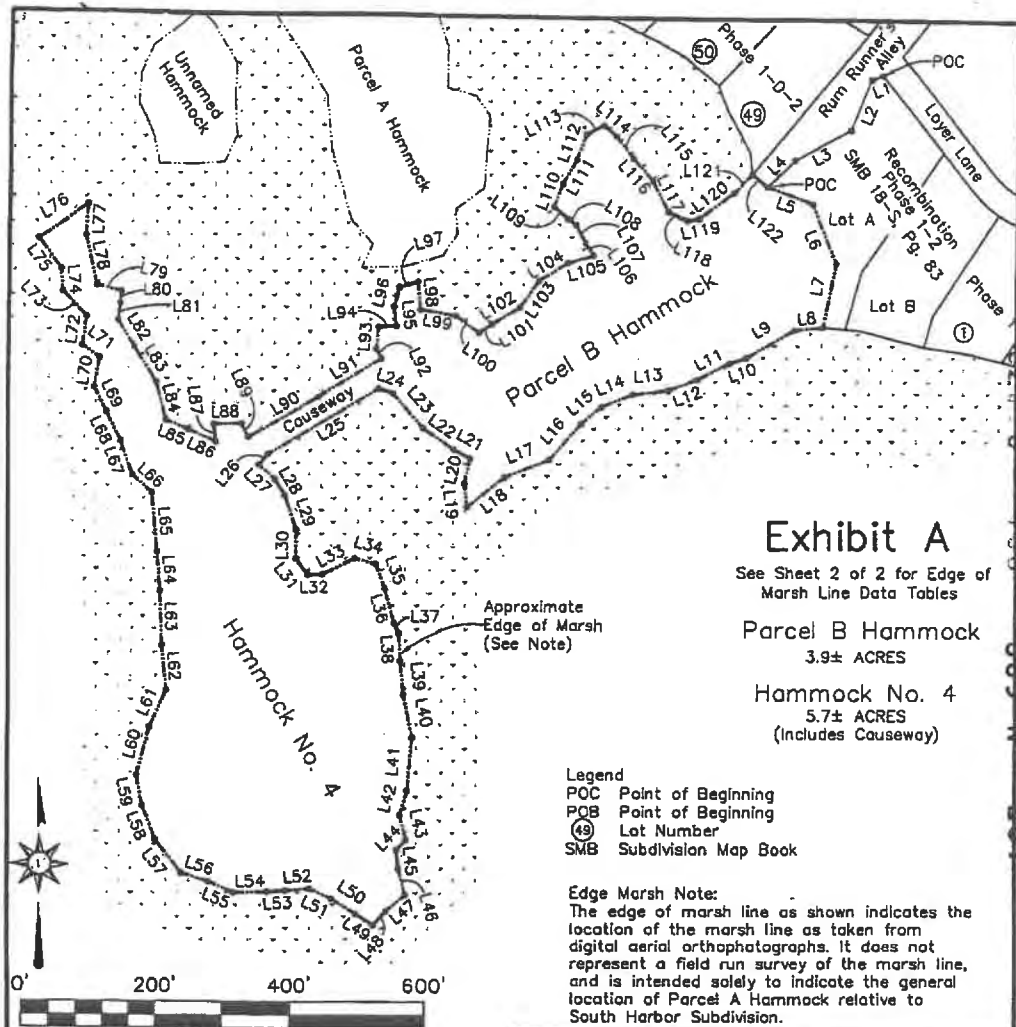 Unnamed
Hammock
Parcel A Hammock
50
Phase 1-D-2
49
Rum Runner's
Alley
POC
L1
L2
L3
L4
Loyer Lane
Recombination
Phase 1-2
SMB 18-S, Pg. 83
POC
L5
Lot A
L6
L7
Lot B
L8
Phase
1
L9
L10
L11
L12
L13
L14
L15
L16
L17
L18
L19
L20
L21
L22
L23
L24
L25
L26
L27
L28
L29
L30
L31
L32
L33
L34
L35
L36
L37
L38
L39
L40
L41
L42
L43
L44
L45
L46
L47
L48
L49
L50
L51
L52
L53
L54
L55
L56
L57
L58
L59
L60
L61
L62
L63
L64
L65
L66
L67
L68
L69
L70
L71
L72
L73
L74
L75
L76
L77
L78
L79
L80
L81
L82
L83
L84
L85
L86
L87
L88
L89
L90
L91
L92
L93
L94
L95
L96
L97
L98
L99
L100
L101
L102
L103
L104
L105
L106
L107
L108
L109
L110
L111
L112
L113
L114
L115
L116
L117
L118
L119
L120
L121
L122
Parcel B Hammock
Causeway
Hammock No. 4
Approximate
Edge of Marsh
(See Note)
Exhibit A
See Sheet 2 of 2 for Edge of
Marsh Line Data Tables
Parcel B Hammock
3.9± ACRES
Hammock No. 4
5.7± ACRES
(Includes Causeway)
Legend
POC Point of Beginning
POB Point of Beginning
49 Lot Number
SMB Subdivision Map Book
Edge Marsh Note:
The edge of marsh line as shown indicates the
location of the marsh line as taken from
digital aerial orthophotographs. It does not
represent a field run survey of the marsh line,
and is intended solely to indicate the general
location of Parcel A Hammock relative to
South Harbor Subdivision.
0' 200' 400' 600'